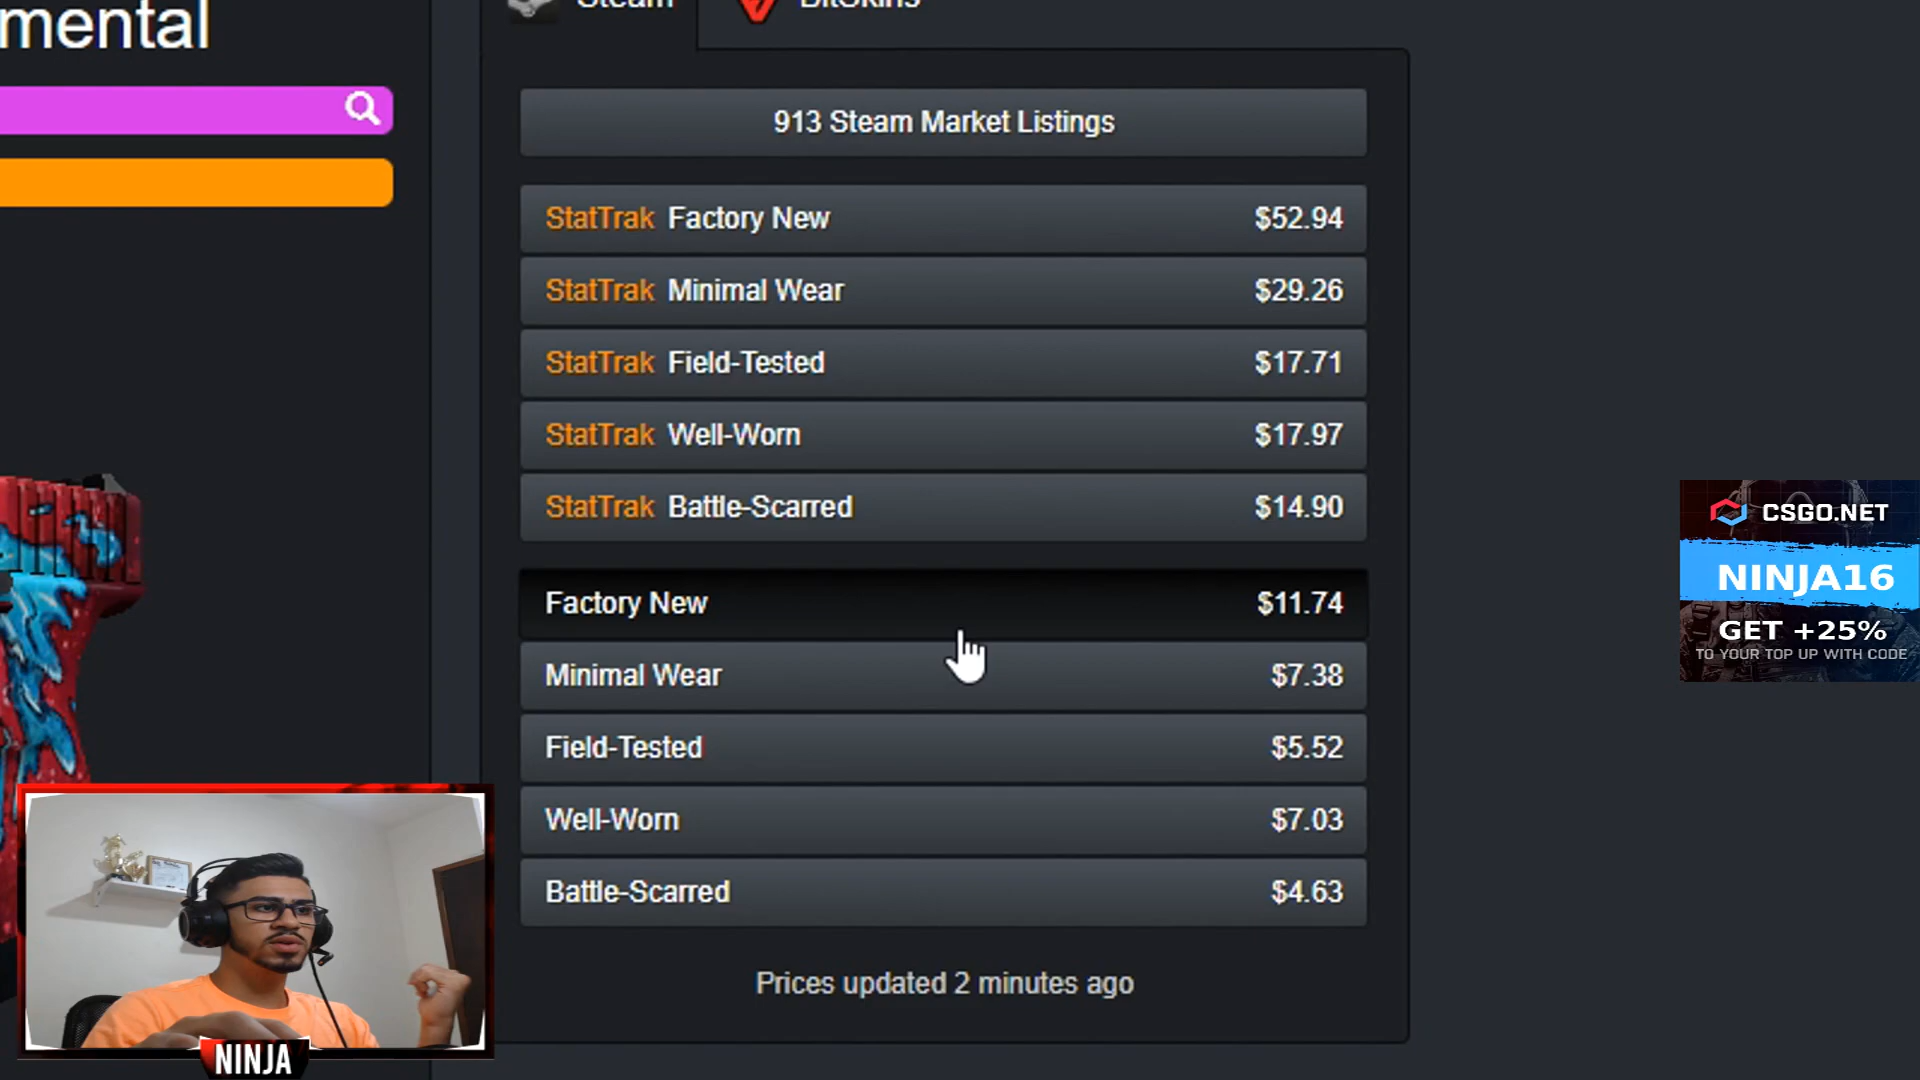 mental
Steam
BitSkins
913 Steam Market Listings
StatTrak Factory New $52.94
StatTrak Minimal Wear $29.26
StatTrak Field-Tested $17.71
StatTrak Well-Worn $17.97
StatTrak Battle-Scarred $14.90
Factory New $11.74
Minimal Wear $7.38
Field-Tested $5.52
Well-Worn $7.03
Battle-Scarred $4.63
Prices updated 2 minutes ago
CSGO.NET
NINJA16
GET +25%
TO YOUR TOP UP WITH CODE
NINJA